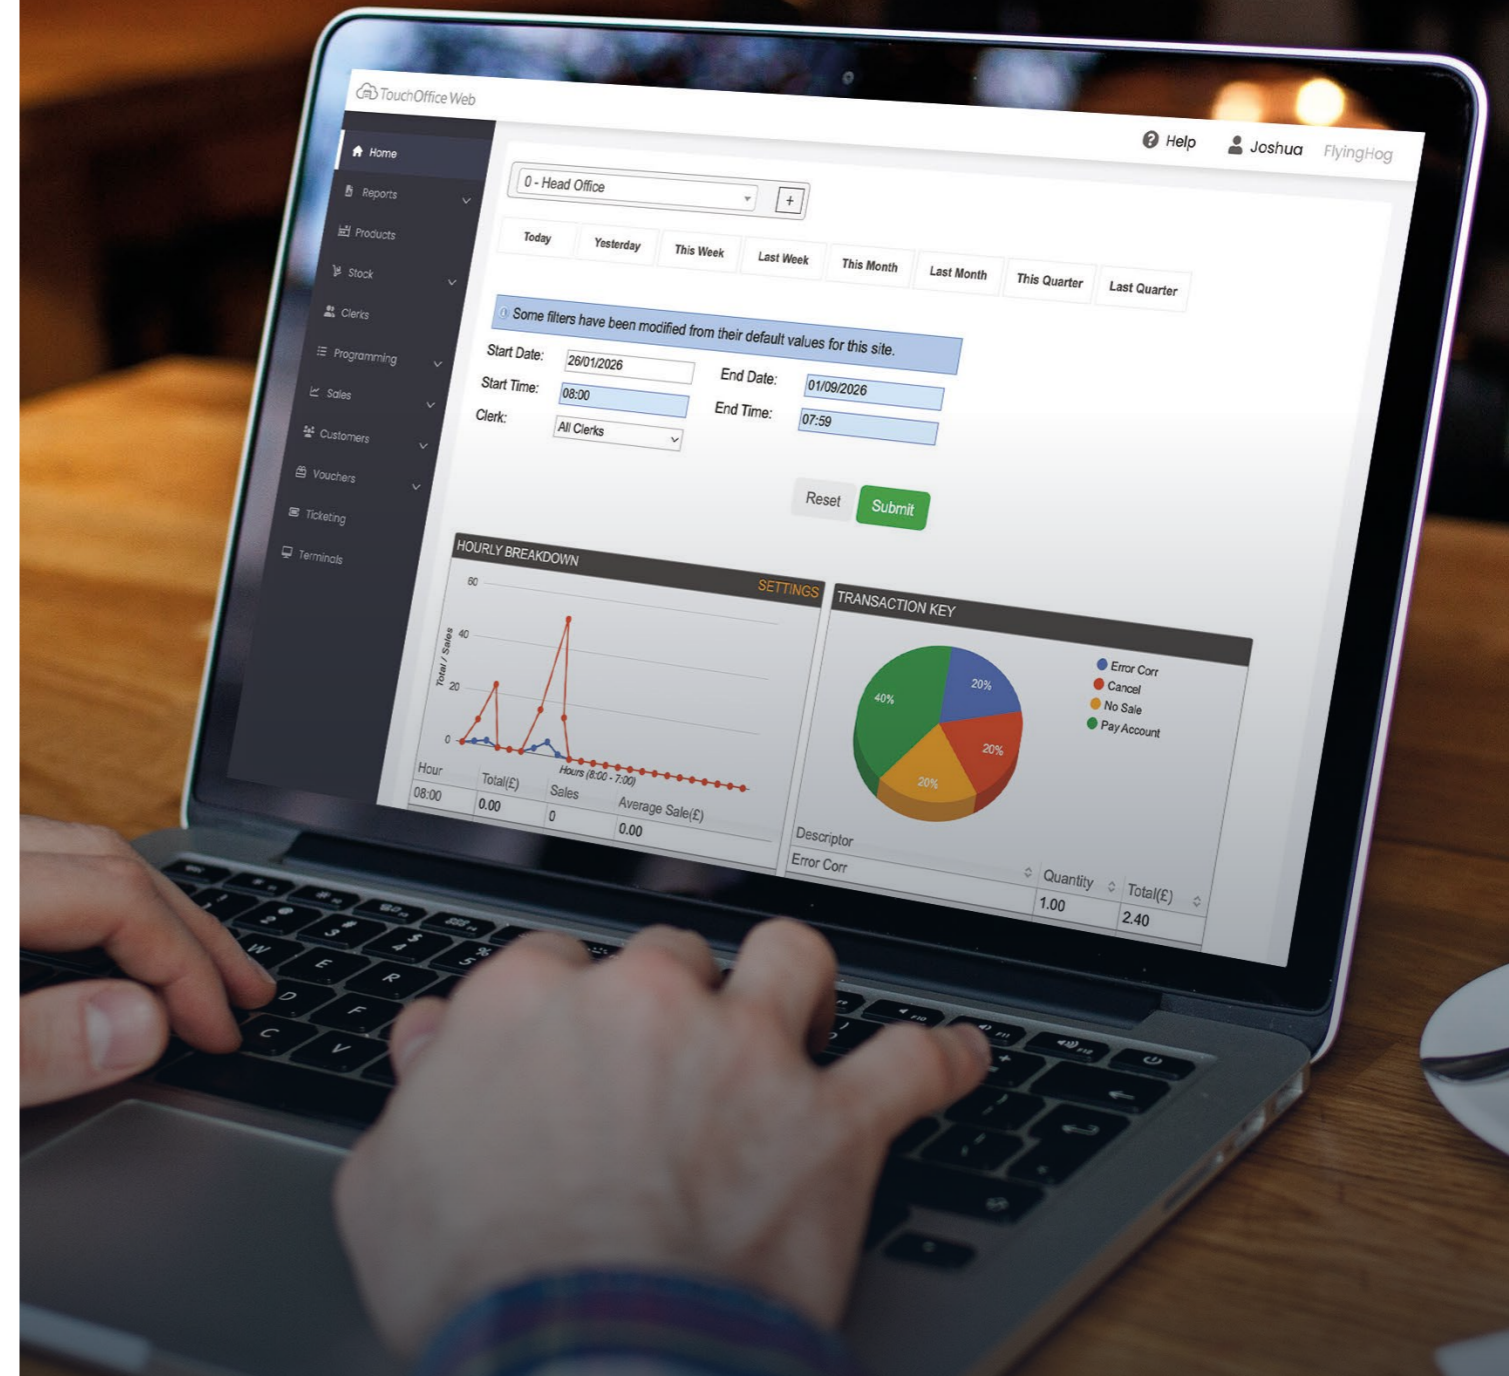 TouchOffice Web
Help Joshua FlyingHog
Home
Reports
Products
Stock
Clerks
Programming
Sales
Customers
Vouchers
Ticketing
Terminals
0 - Head Office +
Today Yesterday This Week Last Week This Month Last Month This Quarter Last Quarter
Some filters have been modified from their default values for this site.
Start Date: 26/01/2026 End Date: 01/09/2026
Start Time: 08:00 End Time: 07:59
Clerk: All Clerks
Reset Submit
HOURLY BREAKDOWN SETTINGS
60
40
20
0
Total / Sales
Hours (8:00 - 7:00)
Hour Total(£) Sales Average Sale(£)
08:00 0.00 0 0.00
TRANSACTION KEY
40% 20%
20%
20%
Error Corr
Cancel
No Sale
Pay Account
Descriptor Quantity Total(£)
Error Corr 1.00 2.40
2 3 4 5
W E R
D F
C V